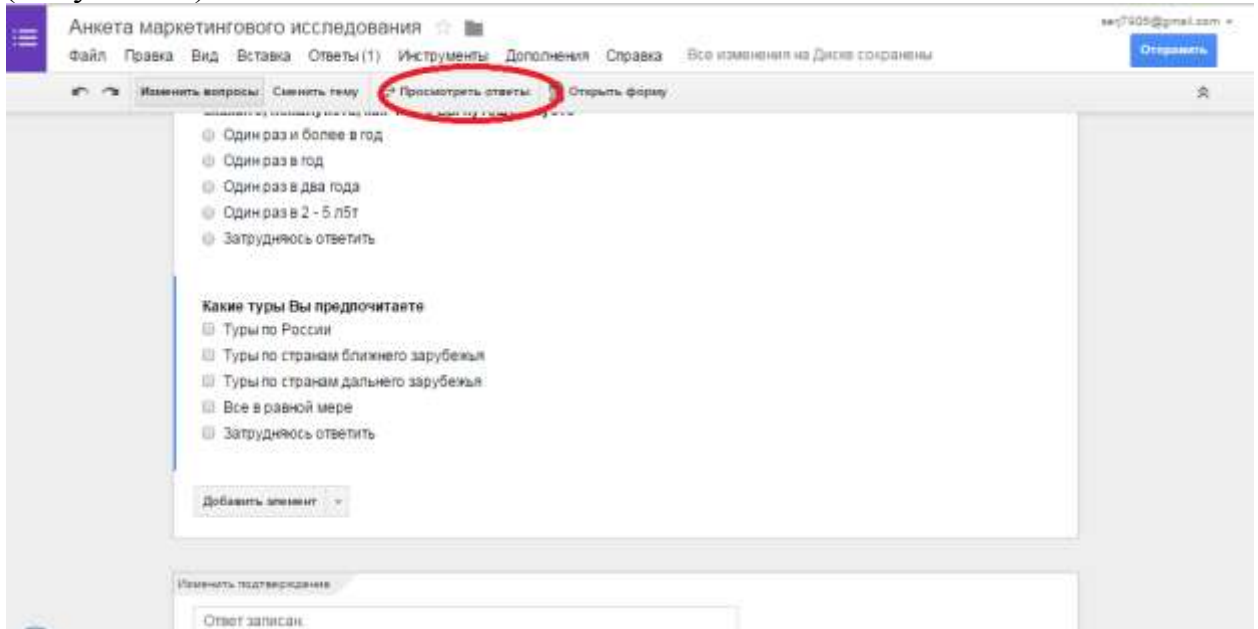 Анкета маркетингового исследования
Файл Правка Вид Вставка Ответы (1) Инструменты Дополнения Справка Все изменения на Диске сохранены
Отправить
Изменить вопросы Сменить тему Просмотреть ответы Открыть форму
Один раз и более в год
Один раз в год
Один раз в два года
Один раз в 2 - 5 л5т
Затрудняюсь ответить
Какие туры Вы предпочитаете
Туры по России
Туры по странам ближнего зарубежья
Туры по странам дальнего зарубежья
Все в равной мере
Затрудняюсь ответить
Добавить элемент
Изменить подтверждение
Ответ записан.